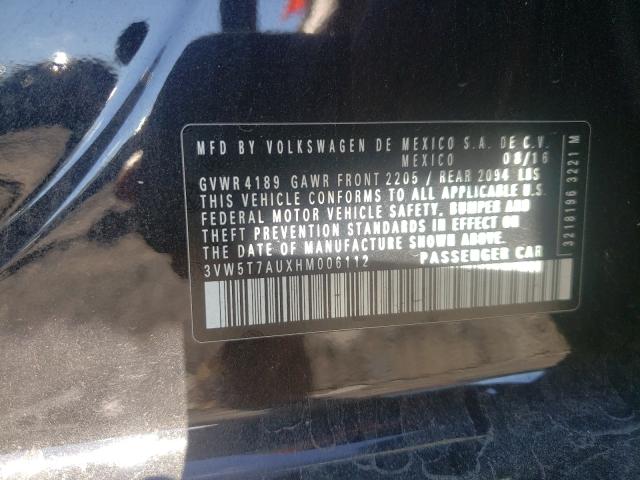 MFD BY VOLKSWAGEN DE MEXICO S.A. DE C.V.
MEXICO 08/16
GVWR 4189 GAWR FRONT 2205 / REAR 2094 LBS
THIS VEHICLE CONFORMS TO ALL APPLICABLE U.S.
FEDERAL MOTOR VEHICLE SAFETY, BUMPER AND
THEFT PREVENTION STANDARDS IN EFFECT ON
THE DATE OF MANUFACTURE SHOWN ABOVE.
3VW5T7AUXHM006112 PASSENGER CAR
3218196 3221 M